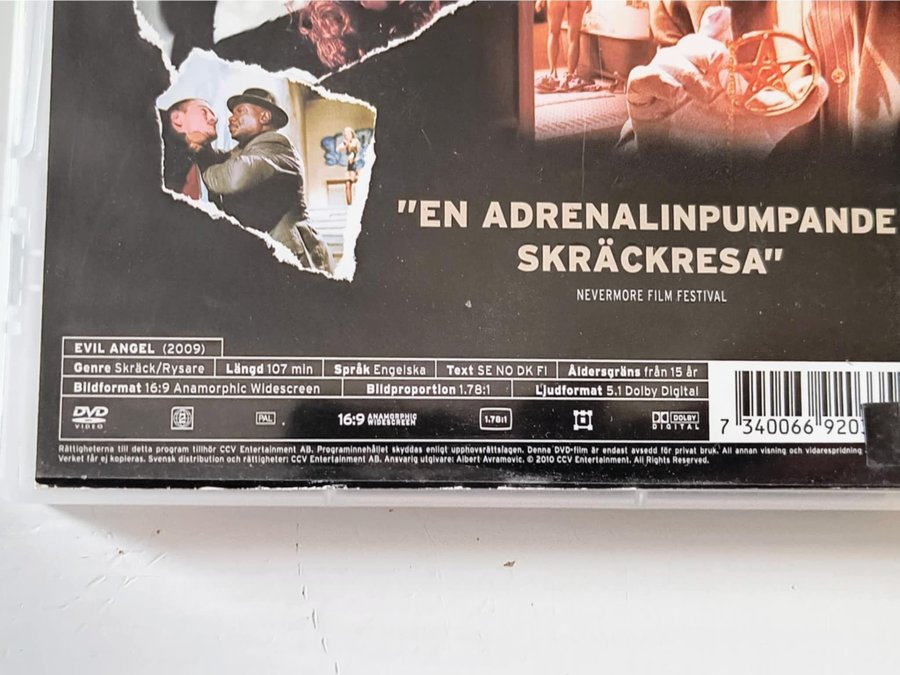 "EN ADRENALINPUMPANDE
SKRÄCKRESA"
NEVERMORE FILM FESTIVAL
EVIL ANGEL (2009)
Genre Skräck/Rysare Längd 107 min Språk Engelska Text SE NO DK FI Åldersgräns från 15 år
Bildformat 16:9 Anamorphic Widescreen Bildproportion 1.78:1 Ljudformat 5.1 Dolby Digital
DVD VIDEO 2 PAL 16:9 ANAMORPHIC WIDESCREEN 1.78:1 DOLBY DIGITAL
7 340066 920
Rättigheterna till detta program tillhör CCV Entertainment AB. Programinnehållet skyddas enligt upphovsrättslagen. Denna DVD-film är endast avsedd för privat bruk. All annan visning och vidarespridning
Verket får ej kopieras. Svensk distribution och rättigheter: CCV Entertainment AB. Ansvarig utgivare: Albert Avramovic. © 2010 CCV Entertainment. All Rights Reserved.